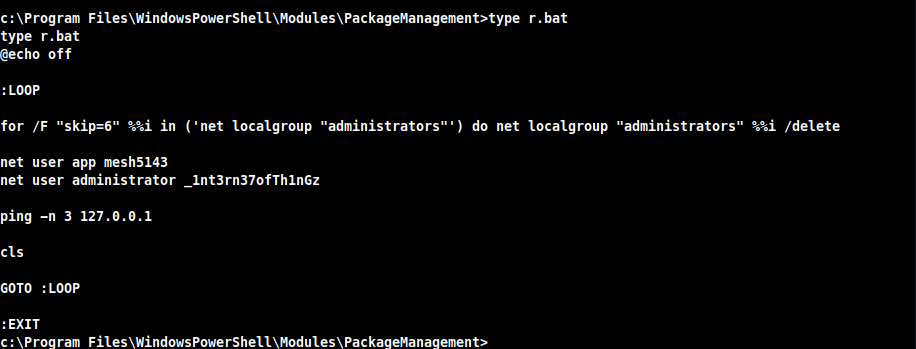 c:\Program Files\WindowsPowerShell\Modules\PackageManagement>type r.bat
type r.bat
@echo off
:LOOP
for /F "skip=6" %%i in ('net localgroup "administrators"') do net localgroup "administrators" %%i /delete
net user app mesh5143
net user administrator _1nt3rn37ofTh1nGz
ping -n 3 127.0.0.1
cls
GOTO :LOOP
:EXIT
c:\Program Files\WindowsPowerShell\Modules\PackageManagement>